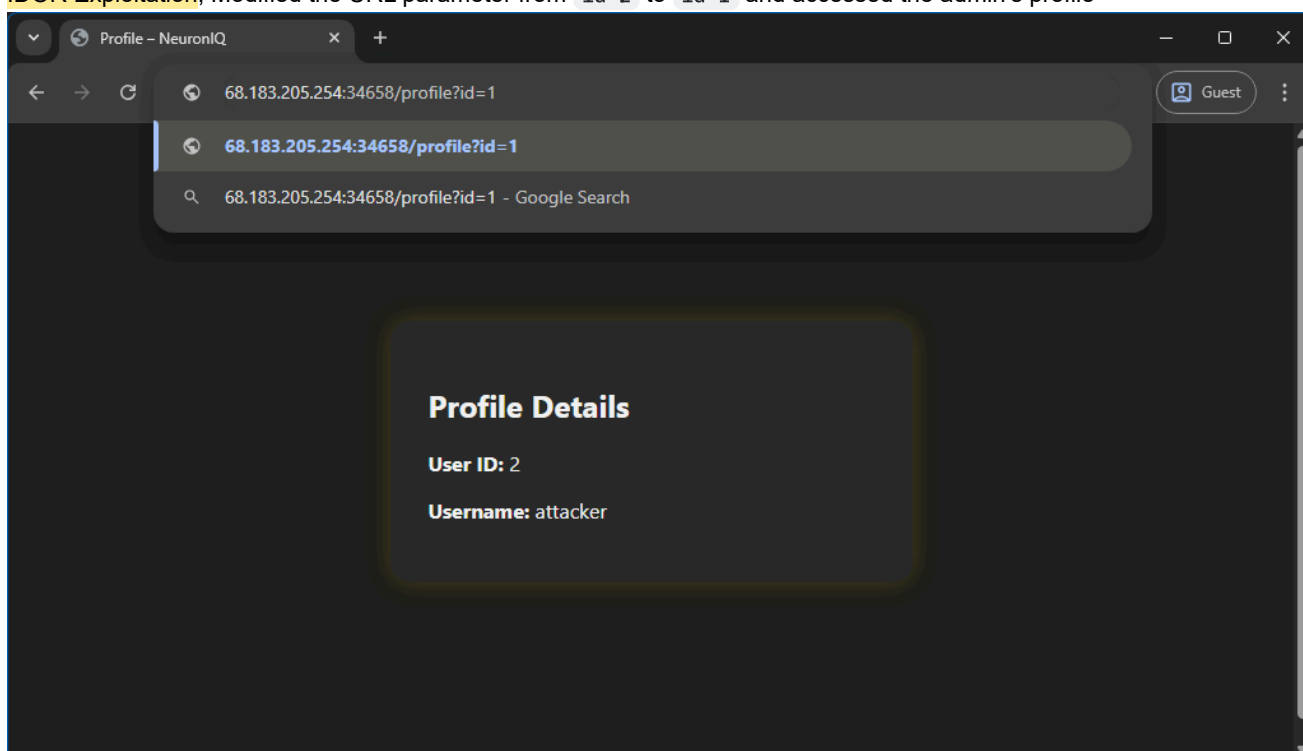 IDOR Exploitation, Modified the URL parameter from id=2 to id=1 and accessed the admin's profile
Profile – NeuronIQ
68.183.205.254:34658/profile?id=1
Guest
68.183.205.254:34658/profile?id=1
68.183.205.254:34658/profile?id=1 - Google Search
Profile Details
User ID: 2
Username: attacker